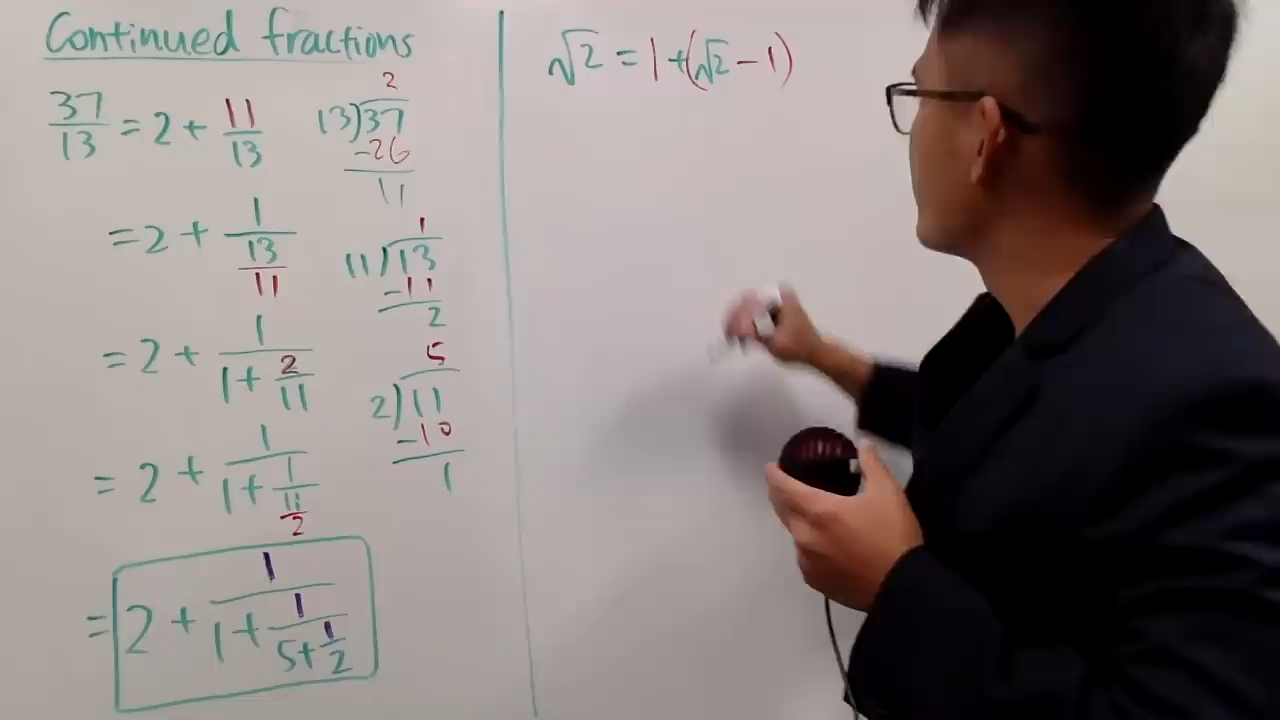 Continued fractions
37/13 = 2 + 11/13
= 2 + 1/(13/11)
= 2 + 1/(1 + 2/11)
= 2 + 1/(1 + 1/(11/2))
= 2 + 1/(1 + 1/(5 + 1/2))
2
13)37
-26
11
1
11)13
-11
2
5
2)11
-10
1
√2 = 1 + (√2 - 1)